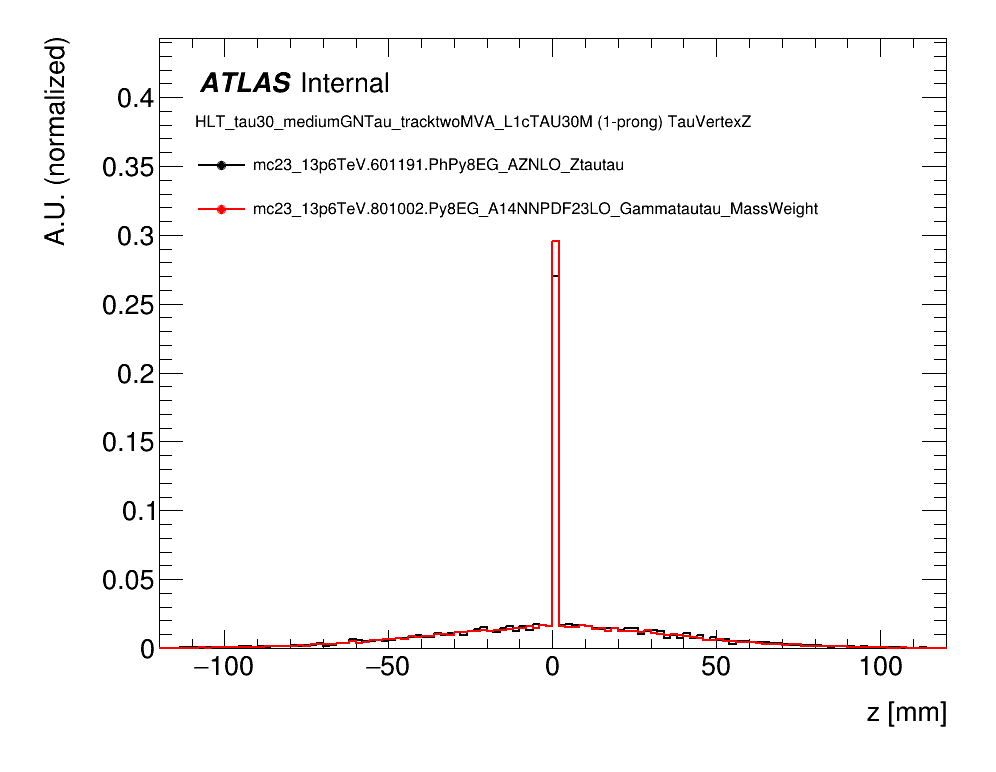 A.U. (normalized)
ATLAS Internal
HLT_tau30_mediumGNTau_tracktwoMVA_L1cTAU30M (1-prong) TauVertexZ
mc23_13p6TeV.601191.PhPy8EG_AZNLO_Ztautau
mc23_13p6TeV.801002.Py8EG_A14NNPDF23LO_Gammatautau_MassWeight
0.4
0.35
0.3
0.25
0.2
0.15
0.1
0.05
0
−100 −50 0 50 100
z [mm]